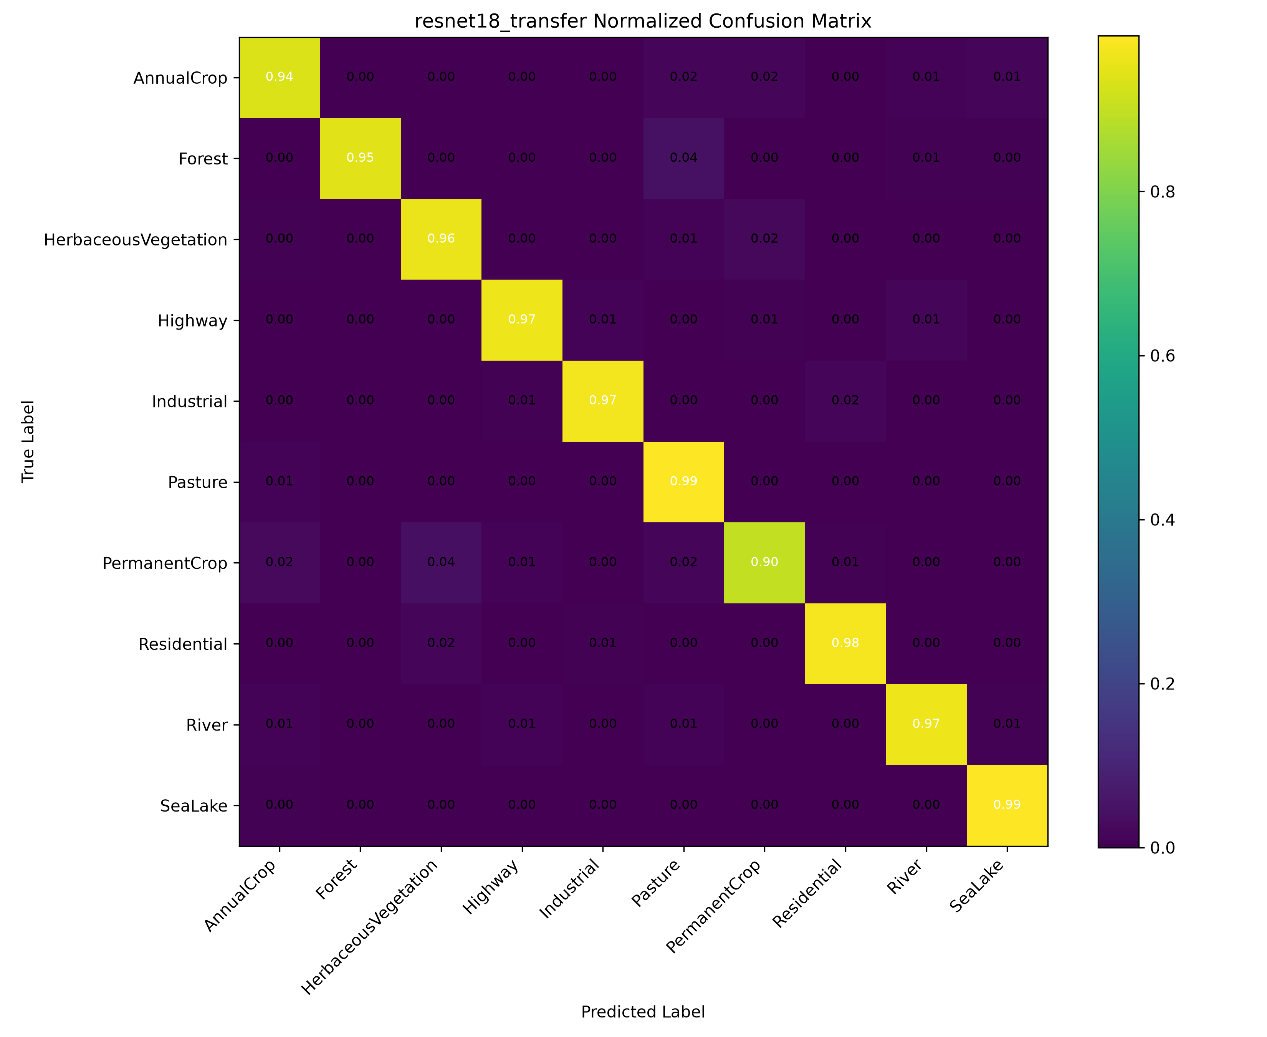 resnet18_transfer Normalized Confusion Matrix
AnnualCrop 0.94 0.00 0.00 0.00 0.00 0.02 0.02 0.00 0.01 0.01
Forest 0.00 0.95 0.00 0.00 0.00 0.04 0.00 0.00 0.01 0.00
HerbaceousVegetation 0.00 0.00 0.96 0.00 0.00 0.01 0.02 0.00 0.00 0.00
Highway 0.00 0.00 0.00 0.97 0.01 0.00 0.01 0.00 0.01 0.00
Industrial 0.00 0.00 0.00 0.01 0.97 0.00 0.00 0.02 0.00 0.00
Pasture 0.01 0.00 0.00 0.00 0.00 0.99 0.00 0.00 0.00 0.00
PermanentCrop 0.02 0.00 0.04 0.01 0.00 0.02 0.90 0.01 0.00 0.00
Residential 0.00 0.00 0.02 0.00 0.01 0.00 0.00 0.98 0.00 0.00
River 0.01 0.00 0.00 0.01 0.00 0.01 0.00 0.00 0.97 0.01
SeaLake 0.00 0.00 0.00 0.00 0.00 0.00 0.00 0.00 0.00 0.99
True Label
AnnualCrop Forest HerbaceousVegetation Highway Industrial Pasture PermanentCrop Residential River SeaLake
Predicted Label
0.8
0.6
0.4
0.2
0.0